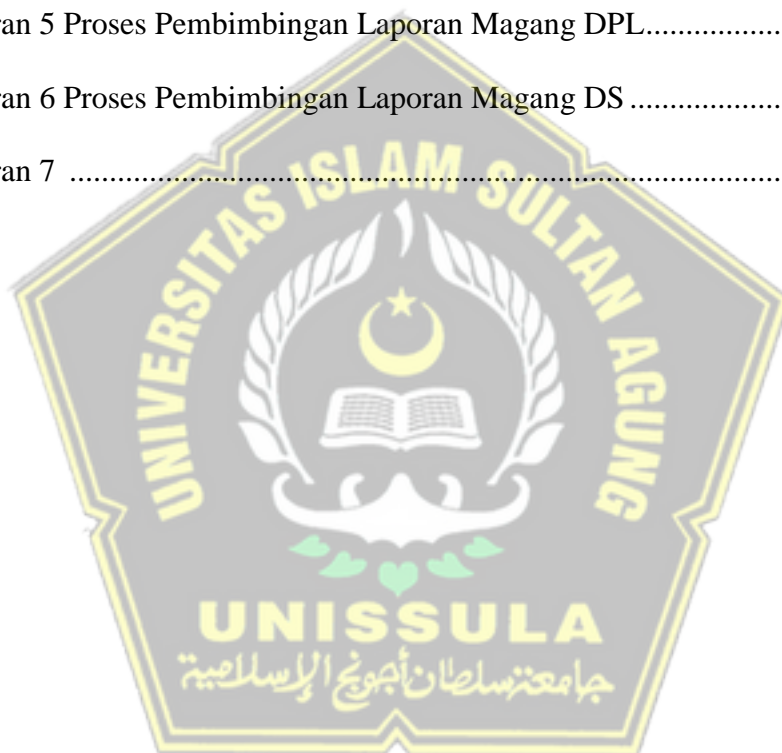 ran 5 Proses Pembimbingan Laporan Magang DPL..................
ran 6 Proses Pembimbingan Laporan Magang DS ....................
ran 7 ..........................................................................................
UNIVERSITAS ISLAM SULTAN AGUNG
UNISSULA
جامعة سلطان أجونج الإسلامية